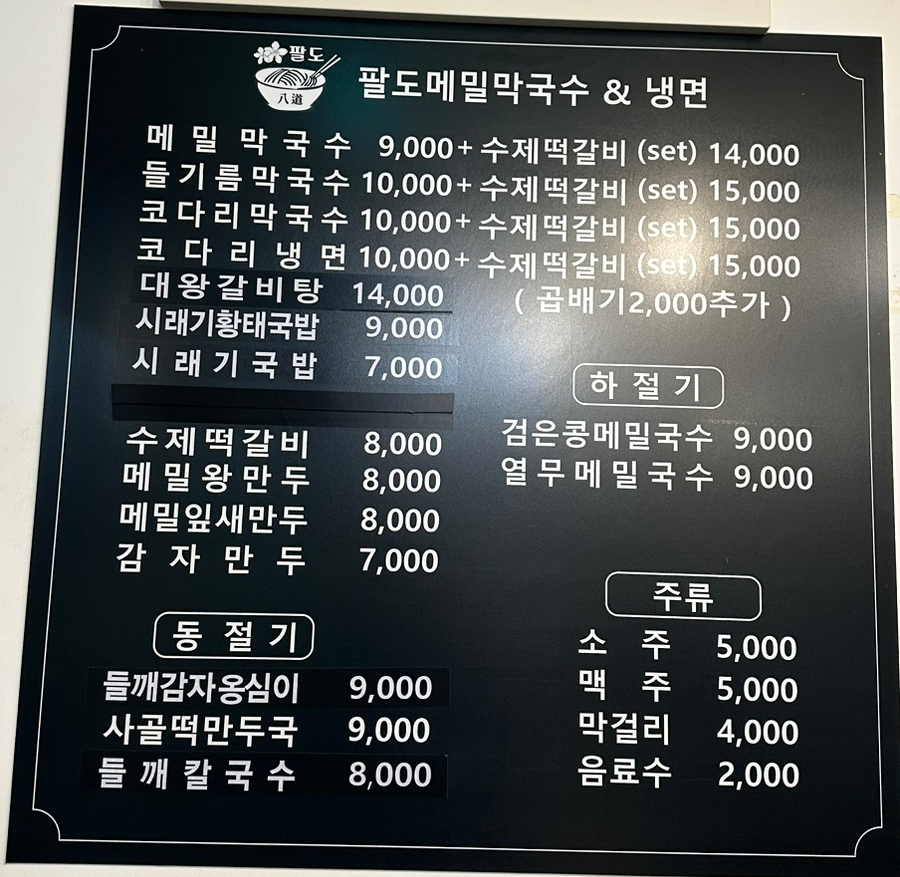 팔도
八道
팔도메밀막국수 & 냉면
메밀막국수 9,000 + 수제떡갈비 (set) 14,000
들기름막국수 10,000 + 수제떡갈비 (set) 15,000
코다리막국수 10,000 + 수제떡갈비 (set) 15,000
코다리냉면 10,000 + 수제떡갈비 (set) 15,000
대왕갈비탕 14,000
( 곱배기2,000추가 )
시래기황태국밥 9,000
시래기국밥 7,000
수제떡갈비 8,000
메밀왕만두 8,000
메밀잎새만두 8,000
감자만두 7,000
하절기
검은콩메밀국수 9,000
열무메밀국수 9,000
동절기
들깨감자옹심이 9,000
사골떡만두국 9,000
들깨칼국수 8,000
주류
소주 5,000
맥주 5,000
막걸리 4,000
음료수 2,000